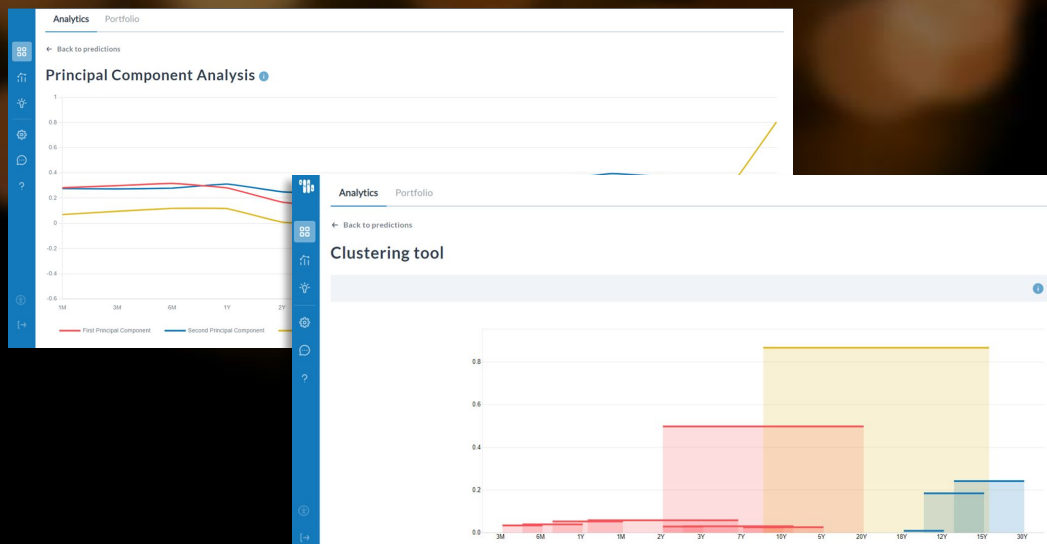 Analytics Portfolio
← Back to predictions
Principal Component Analysis i
1
0.8
0.6
0.4
0.2
0
-0.2
-0.4
-0.6
1M 3M 6M 1Y 2Y
First Principal Component Second Principal Component
?
Analytics Portfolio
← Back to predictions
Clustering tool
i
?
0.8
0.6
0.4
0.2
0.0
3M 6M 1Y 1M 2Y 3Y 7Y 10Y 5Y 20Y 18Y 12Y 15Y 30Y